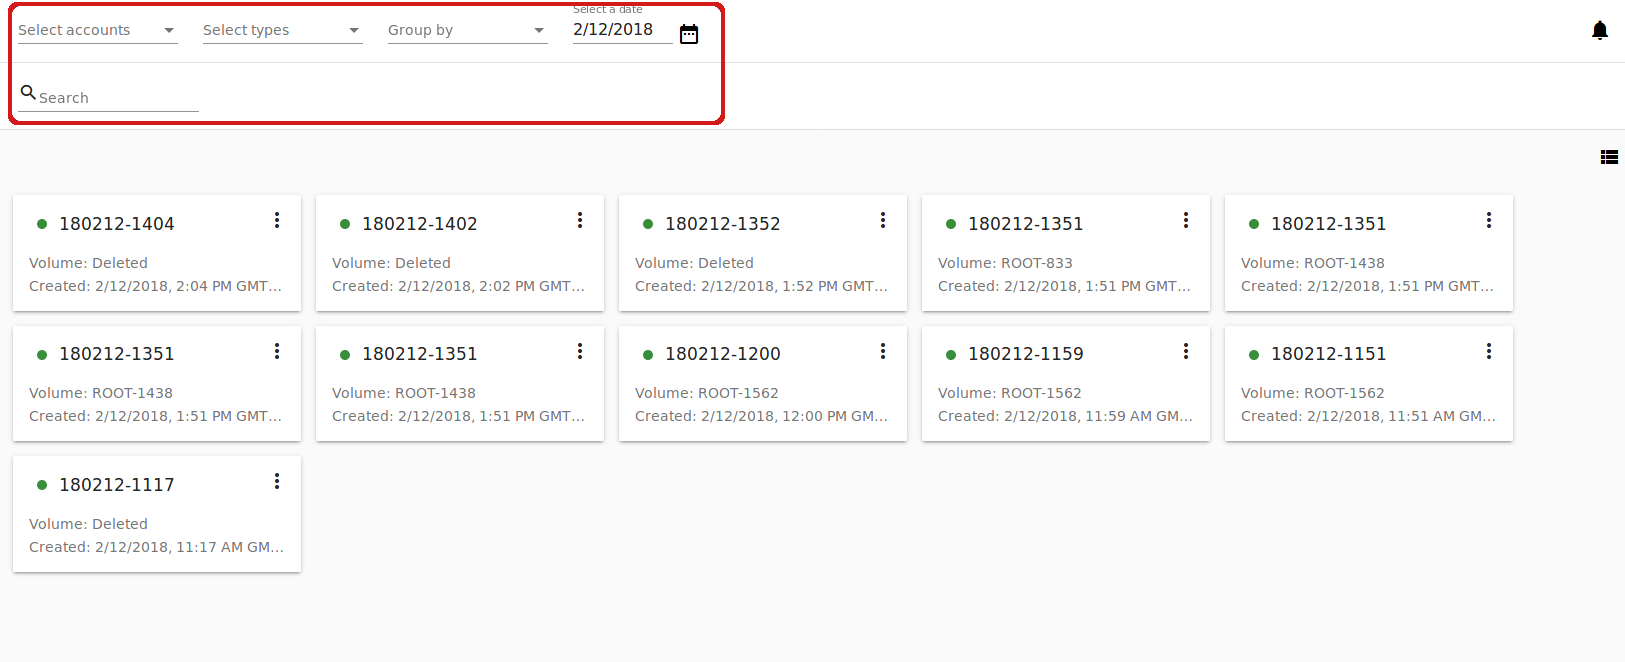 Select accounts
Select types
Group by
Select a date
2/12/2018
Search
180212-1404
Volume: Deleted
Created: 2/12/2018, 2:04 PM GMT...
180212-1402
Volume: Deleted
Created: 2/12/2018, 2:02 PM GMT...
180212-1352
Volume: Deleted
Created: 2/12/2018, 1:52 PM GMT...
180212-1351
Volume: ROOT-833
Created: 2/12/2018, 1:51 PM GMT...
180212-1351
Volume: ROOT-1438
Created: 2/12/2018, 1:51 PM GMT...
180212-1351
Volume: ROOT-1438
Created: 2/12/2018, 1:51 PM GMT...
180212-1351
Volume: ROOT-1438
Created: 2/12/2018, 1:51 PM GMT...
180212-1200
Volume: ROOT-1562
Created: 2/12/2018, 12:00 PM GM...
180212-1159
Volume: ROOT-1562
Created: 2/12/2018, 11:59 AM GM...
180212-1151
Volume: ROOT-1562
Created: 2/12/2018, 11:51 AM GM...
180212-1117
Volume: Deleted
Created: 2/12/2018, 11:17 AM GM...